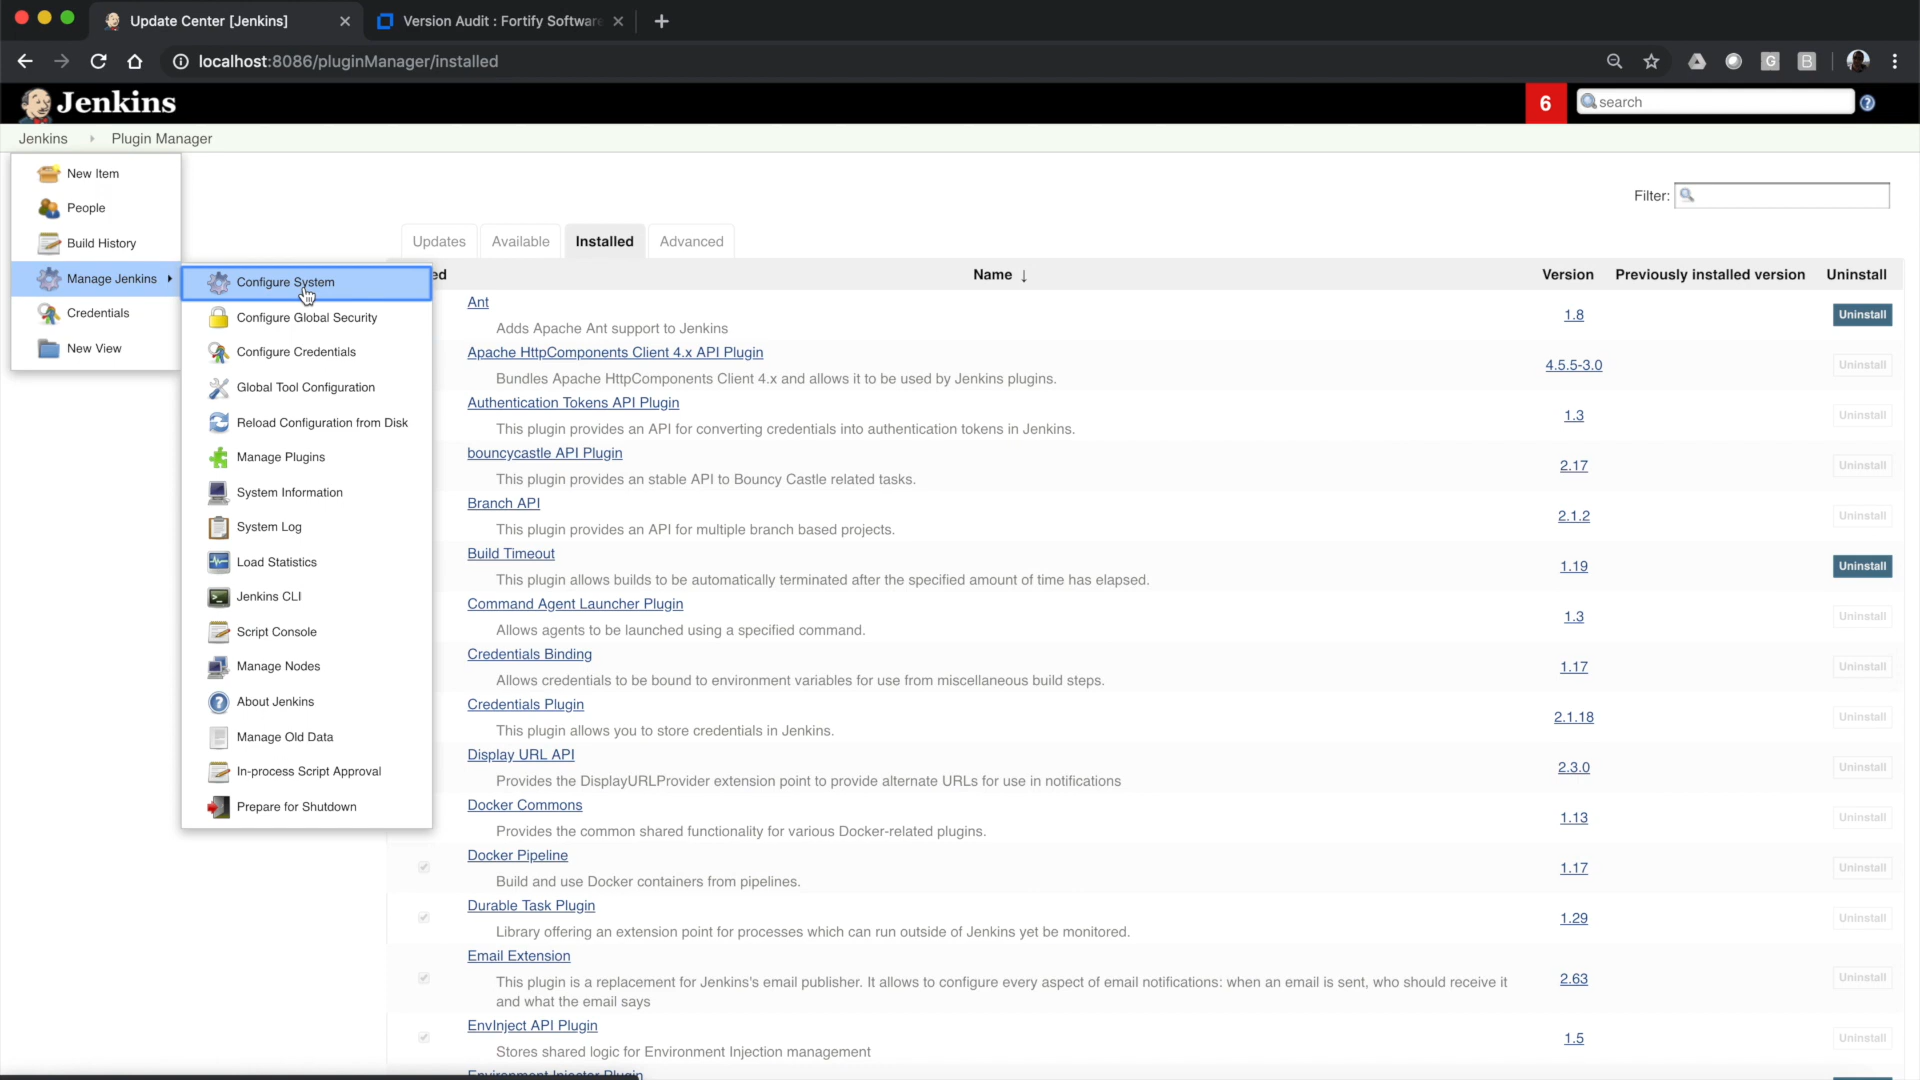 Update Center [Jenkins]
Version Audit : Fortify Software
localhost:8086/pluginManager/installed
G
B
Jenkins
6
search
?
Jenkins
Plugin Manager
New Item
People
Build History
Manage Jenkins
Credentials
New View
Configure System
Configure Global Security
Configure Credentials
Global Tool Configuration
Reload Configuration from Disk
Manage Plugins
System Information
System Log
Load Statistics
Jenkins CLI
Script Console
Manage Nodes
About Jenkins
Manage Old Data
In-process Script Approval
Prepare for Shutdown
Filter:
Updates
Available
Installed
Advanced
ed
Name ↓
Version
Previously installed version
Uninstall
Ant
Adds Apache Ant support to Jenkins
1.8
Uninstall
Apache HttpComponents Client 4.x API Plugin
Bundles Apache HttpComponents Client 4.x and allows it to be used by Jenkins plugins.
4.5.5-3.0
Uninstall
Authentication Tokens API Plugin
This plugin provides an API for converting credentials into authentication tokens in Jenkins.
1.3
Uninstall
bouncycastle API Plugin
This plugin provides an stable API to Bouncy Castle related tasks.
2.17
Uninstall
Branch API
This plugin provides an API for multiple branch based projects.
2.1.2
Uninstall
Build Timeout
This plugin allows builds to be automatically terminated after the specified amount of time has elapsed.
1.19
Uninstall
Command Agent Launcher Plugin
Allows agents to be launched using a specified command.
1.3
Uninstall
Credentials Binding
Allows credentials to be bound to environment variables for use from miscellaneous build steps.
1.17
Uninstall
Credentials Plugin
This plugin allows you to store credentials in Jenkins.
2.1.18
Uninstall
Display URL API
Provides the DisplayURLProvider extension point to provide alternate URLs for use in notifications
2.3.0
Uninstall
Docker Commons
Provides the common shared functionality for various Docker-related plugins.
1.13
Uninstall
Docker Pipeline
Build and use Docker containers from pipelines.
1.17
Uninstall
Durable Task Plugin
Library offering an extension point for processes which can run outside of Jenkins yet be monitored.
1.29
Uninstall
Email Extension
This plugin is a replacement for Jenkins's email publisher. It allows to configure every aspect of email notifications: when an email is sent, who should receive it
and what the email says
2.63
Uninstall
EnvInject API Plugin
Stores shared logic for Environment Injection management
1.5
Uninstall
Environment Injector Plugin